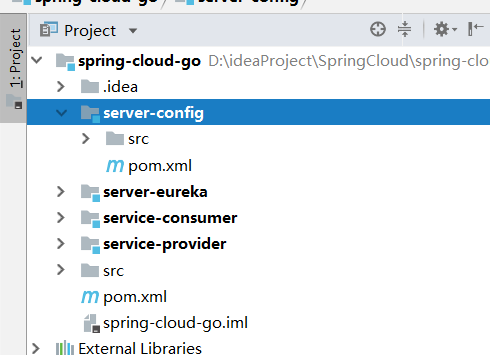 spring-cloud-go server-config
1: Project
Project
spring-cloud-go D:\ideaProject\SpringCloud\spring-clo
.idea
server-config
src
pom.xml
server-eureka
service-consumer
service-provider
src
pom.xml
spring-cloud-go.iml
External Libraries